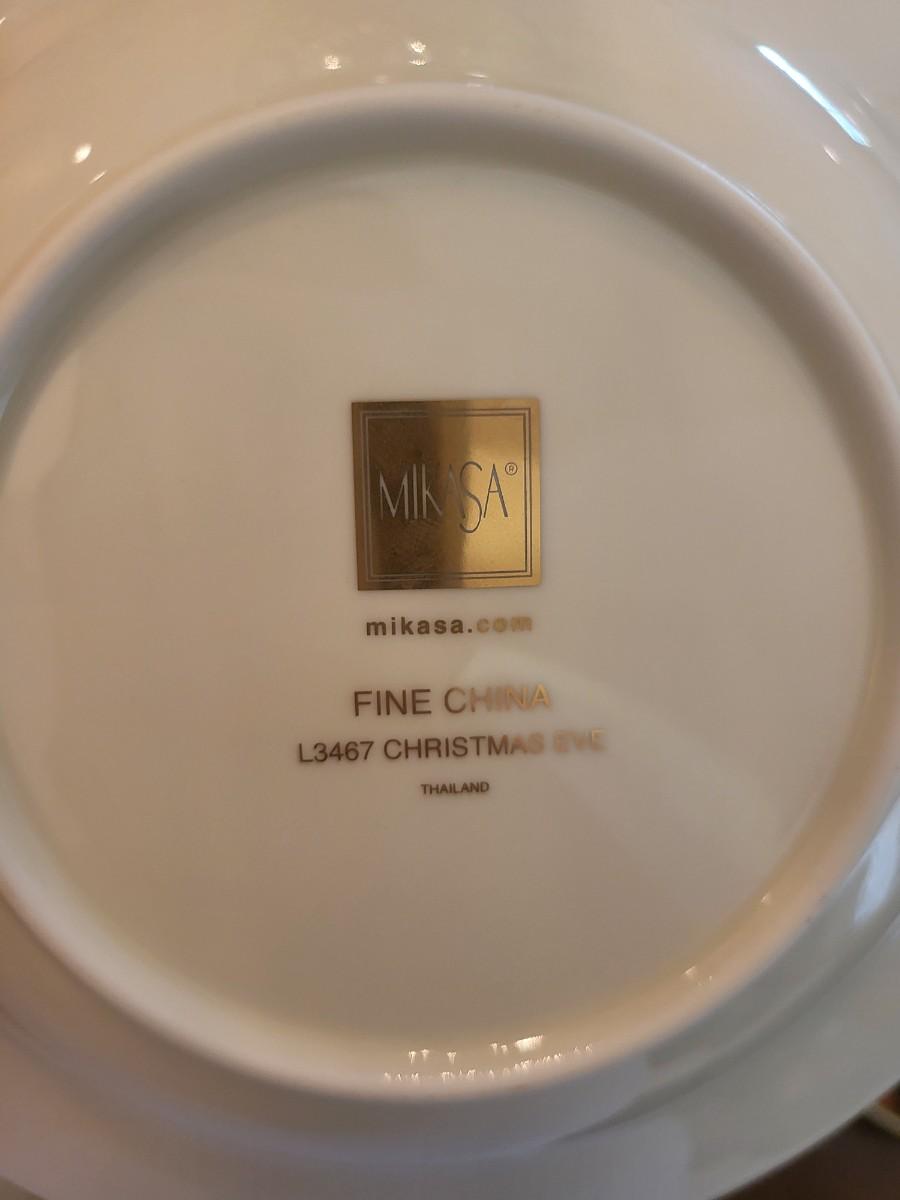 MIKASA®
mikasa.com
FINE CHINA
L3467 CHRISTMAS EVE
THAILAND